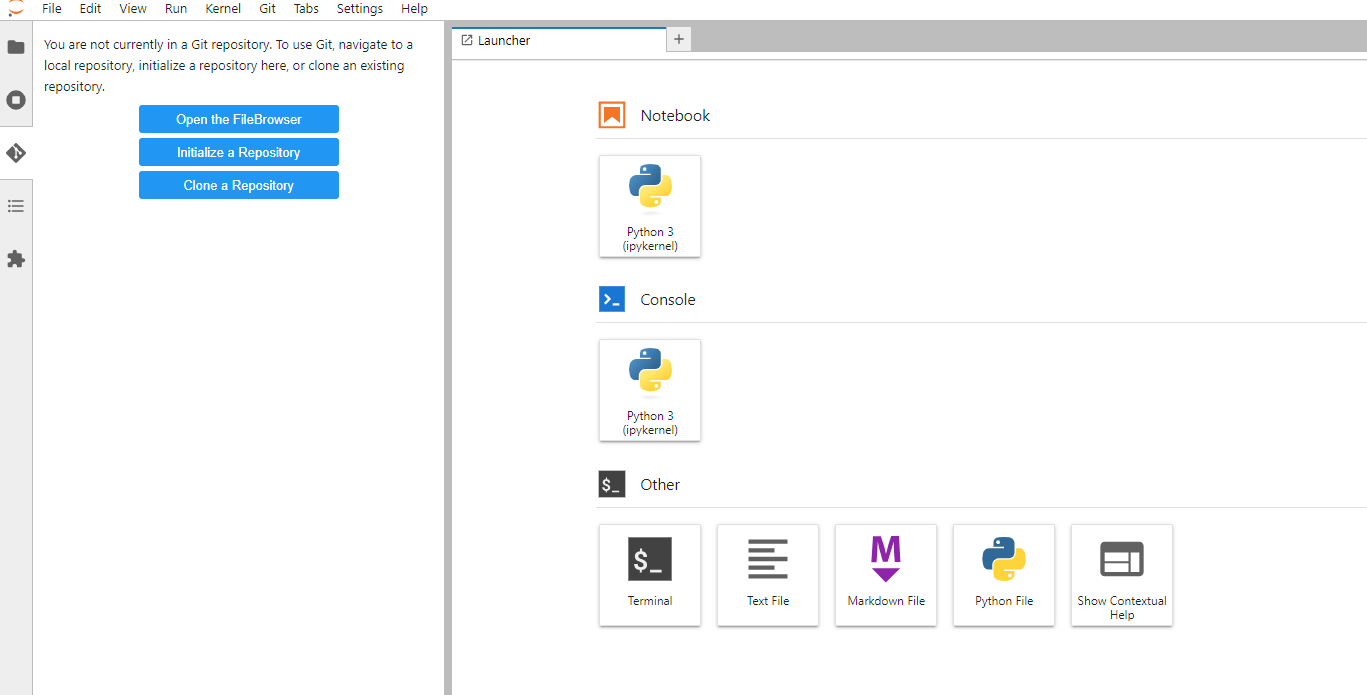 File Edit View Run Kernel Git Tabs Settings Help
You are not currently in a Git repository. To use Git, navigate to a
local repository, initialize a repository here, or clone an existing
repository.
Open the FileBrowser
Initialize a Repository
Clone a Repository
Launcher
Notebook
Python 3
(ipykernel)
Console
Python 3
(ipykernel)
$_ Other
$_
Terminal
Text File
M
Markdown File
Python File
Show Contextual
Help